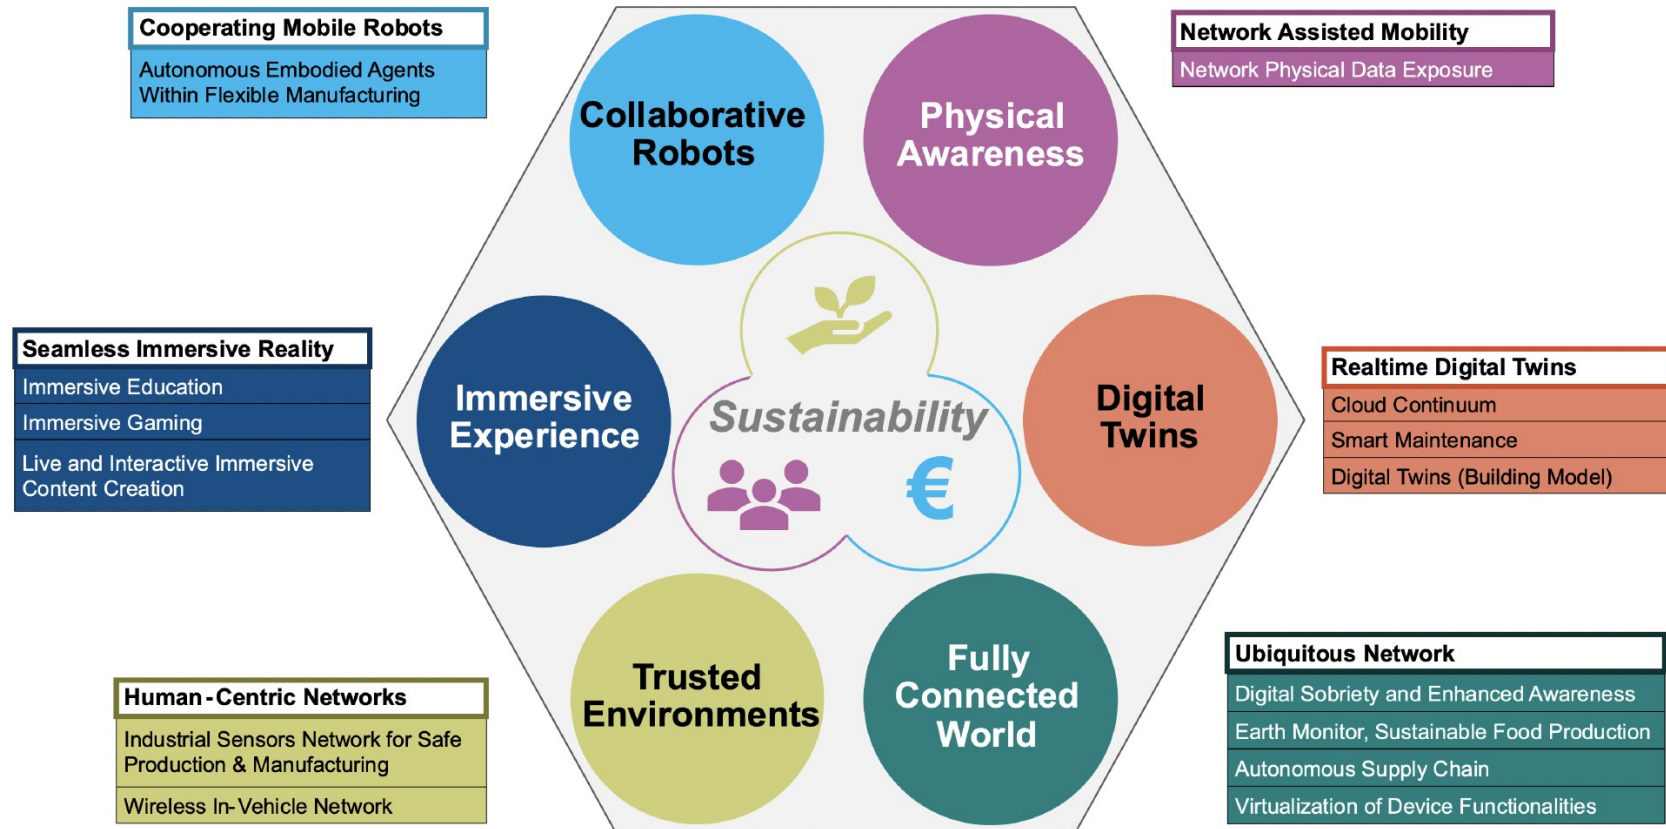 Cooperating Mobile Robots
Autonomous Embodied Agents
Within Flexible Manufacturing
Collaborative
Robots
Physical
Awareness
Network Assisted Mobility
Network Physical Data Exposure
Seamless Immersive Reality
Immersive Education
Immersive Gaming
Live and Interactive Immersive
Content Creation
Immersive
Experience
Sustainability
€
Digital
Twins
Realtime Digital Twins
Cloud Continuum
Smart Maintenance
Digital Twins (Building Model)
Human-Centric Networks
Industrial Sensors Network for Safe
Production & Manufacturing
Wireless In-Vehicle Network
Trusted
Environments
Fully
Connected
World
Ubiquitous Network
Digital Sobriety and Enhanced Awareness
Earth Monitor, Sustainable Food Production
Autonomous Supply Chain
Virtualization of Device Functionalities